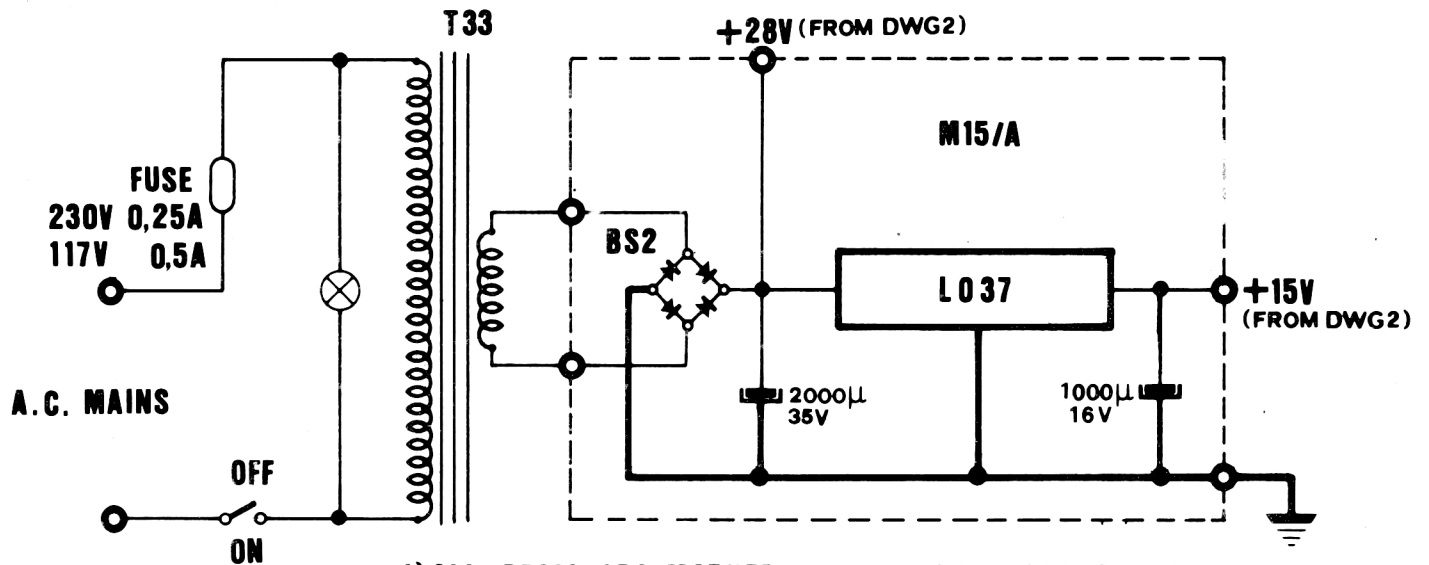 T33
+28V (FROM DWG2)
M15/A
FUSE
230V 0,25A
117V 0,5A
BS2
L037
+15V
(FROM DWG2)
A.C. MAINS
2000µ
35V
1000µ
16V
OFF
ON